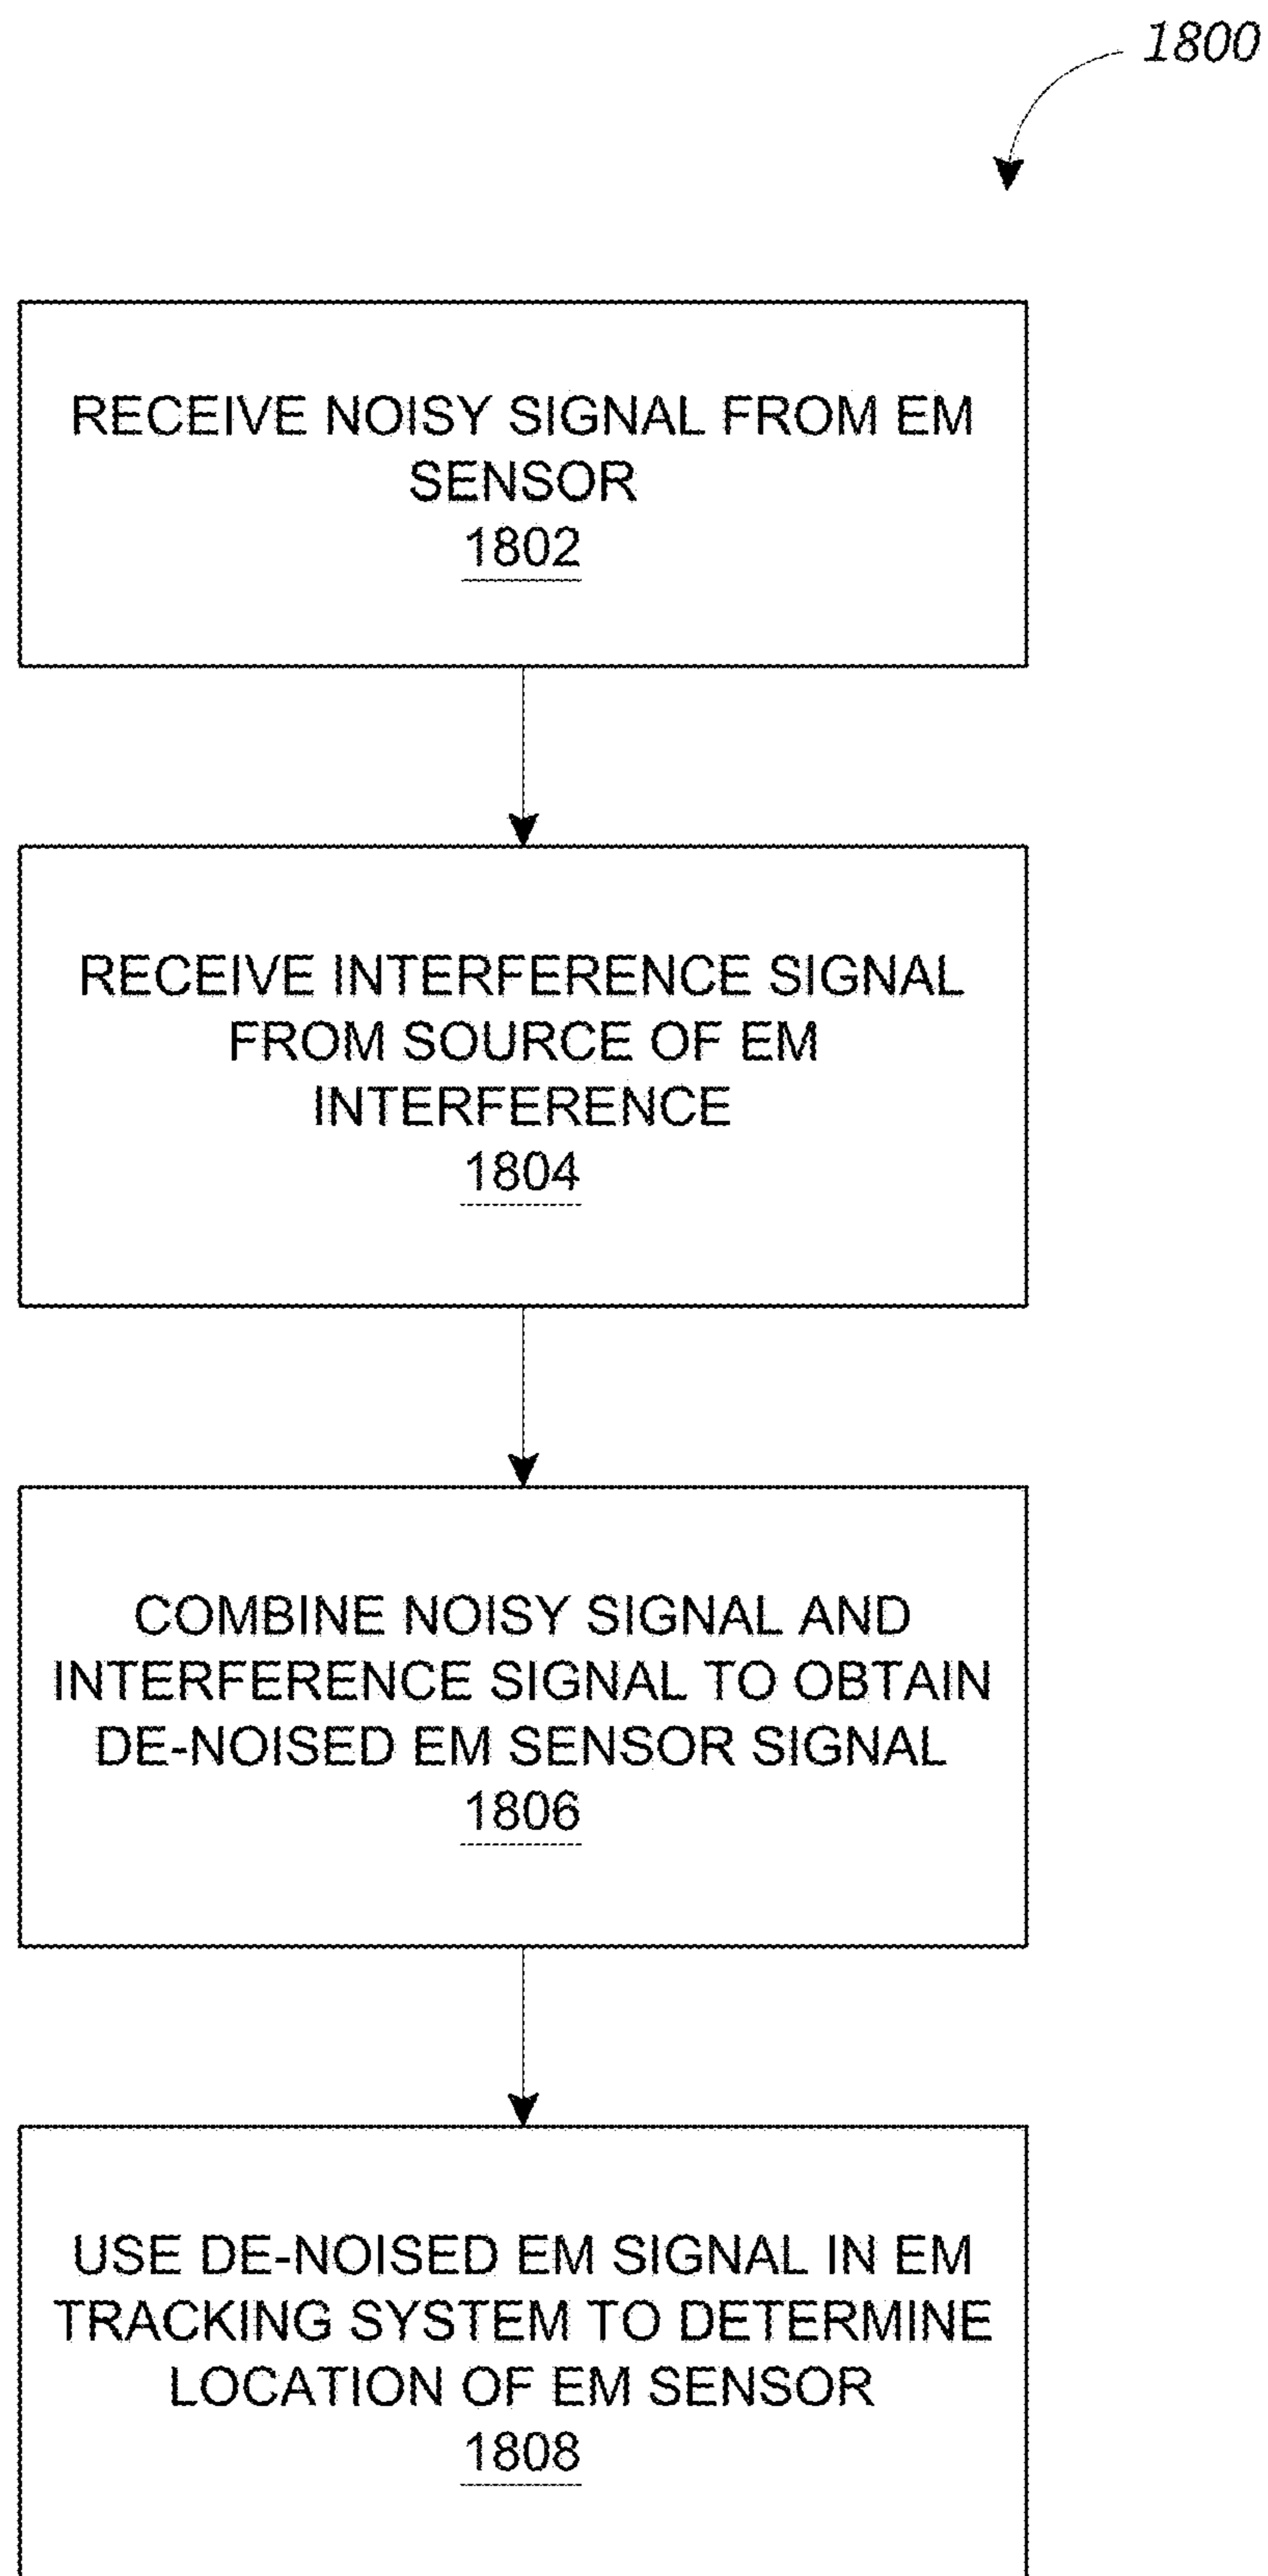 1800
RECEIVE NOISY SIGNAL FROM EM
SENSOR
1802
RECEIVE INTERFERENCE SIGNAL
FROM SOURCE OF EM
INTERFERENCE
1804
COMBINE NOISY SIGNAL AND
INTERFERENCE SIGNAL TO OBTAIN
DE-NOISED EM SENSOR SIGNAL
1806
USE DE-NOISED EM SIGNAL IN EM
TRACKING SYSTEM TO DETERMINE
LOCATION OF EM SENSOR
1808